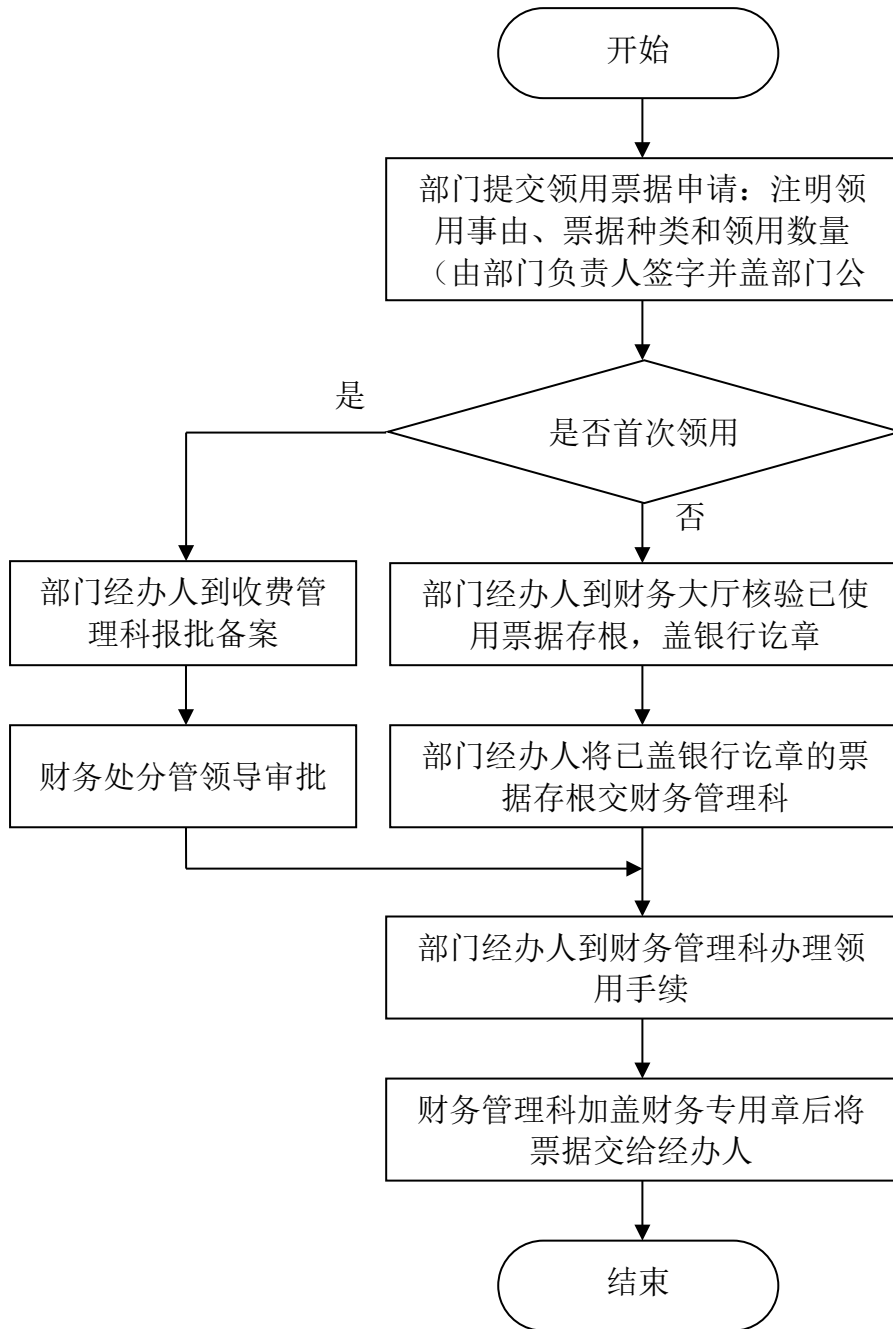 开始
部门提交领用票据申请：注明领
用事由、票据种类和领用数量
（由部门负责人签字并盖部门公
是
是否首次领用
否
部门经办人到收费管
理科报批备案
部门经办人到财务大厅核验已使
用票据存根，盖银行讫章
财务处分管领导审批
部门经办人将已盖银行讫章的票
据存根交财务管理科
部门经办人到财务管理科办理领
用手续
财务管理科加盖财务专用章后将
票据交给经办人
结束